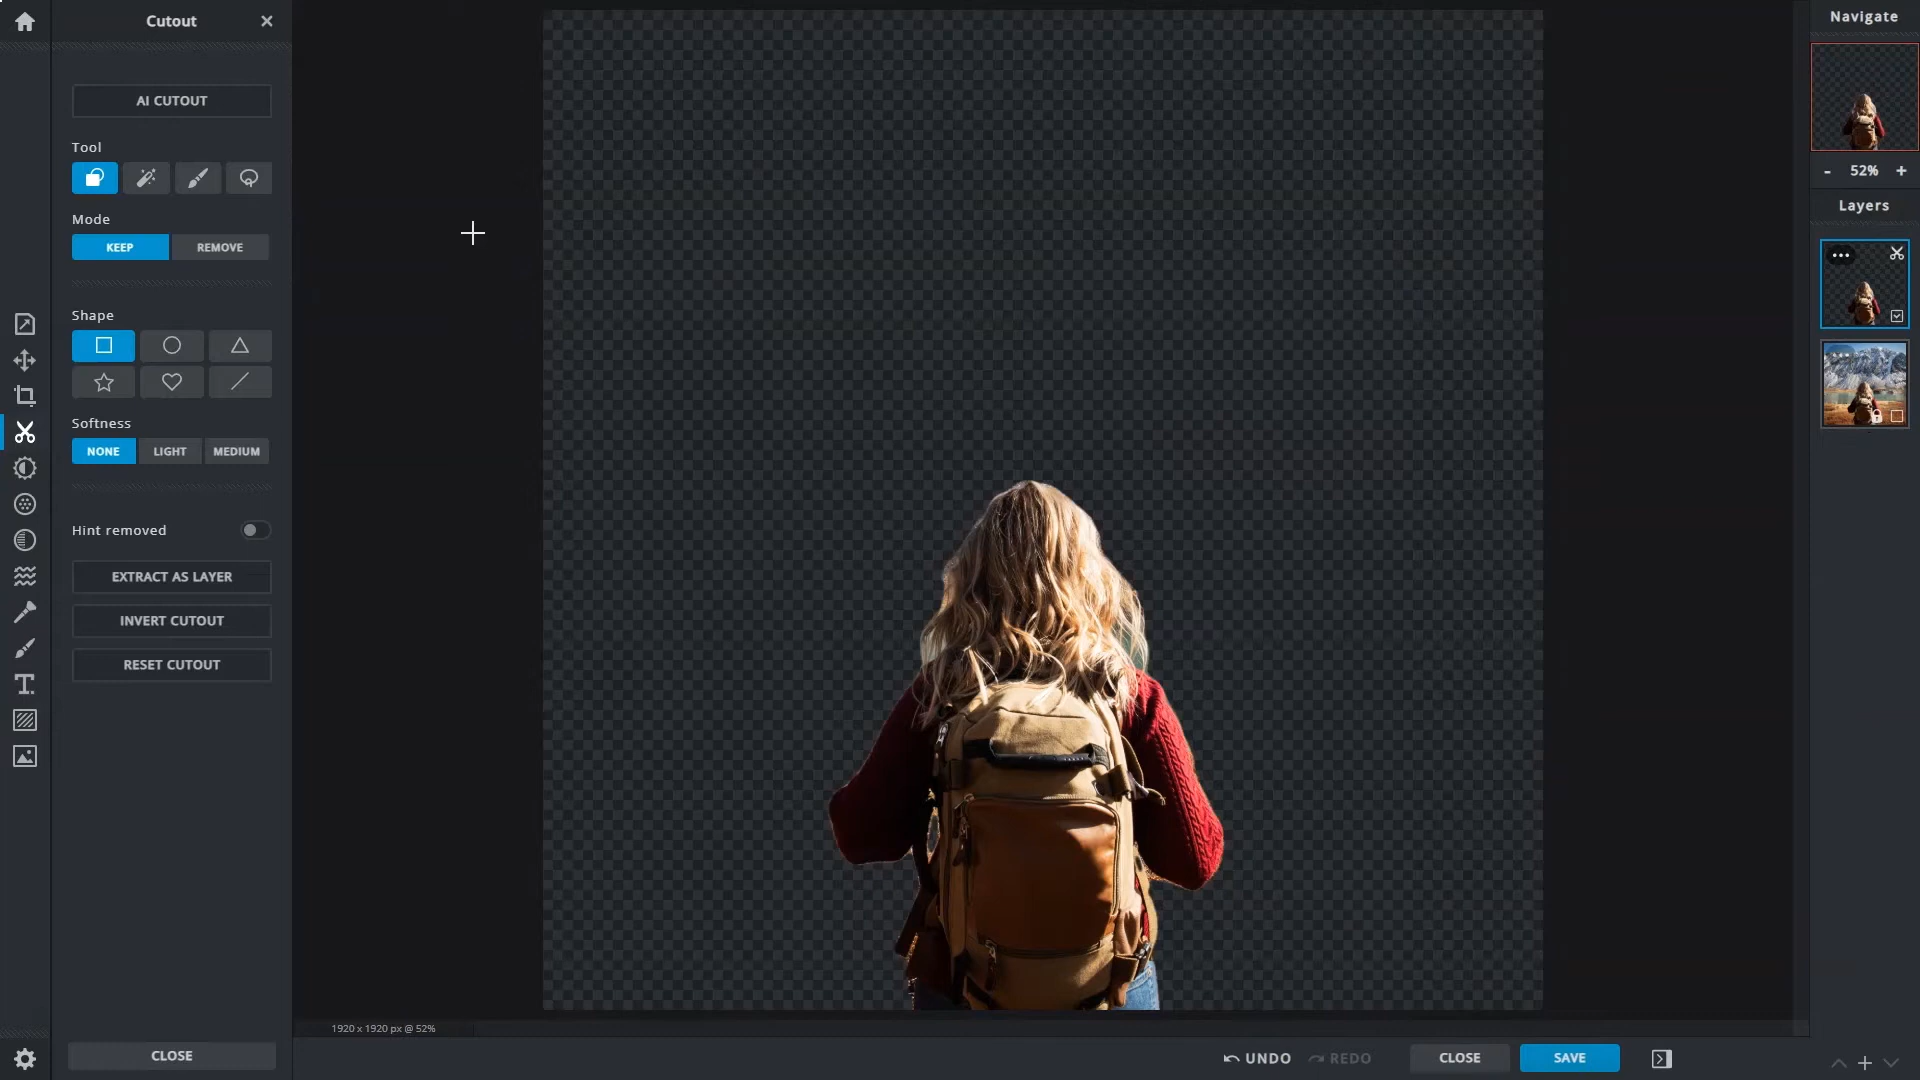 Cutout
AI CUTOUT
Tool
Mode
KEEP
REMOVE
Shape
Softness
NONE
LIGHT
MEDIUM
Hint removed
EXTRACT AS LAYER
INVERT CUTOUT
RESET CUTOUT
CLOSE
1920 x 1920 px @ 52%
UNDO
REDO
CLOSE
SAVE
Navigate
- 52% +
Layers